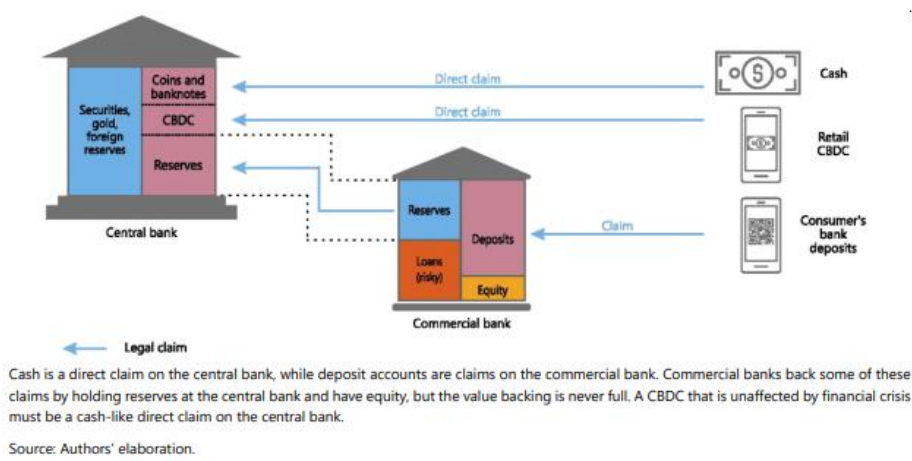 Direct claim
Cash
Coins and
banknotes
Securities,
gold,
foreign
reserves
CBDC
Direct claim
Retail
CBDC
Reserves
Central bank
Reserves
Deposits
Loans
(risky)
Equity
Claim
Consumer's
bank
deposits
Commercial bank
Legal claim
Cash is a direct claim on the central bank, while deposit accounts are claims on the commercial bank. Commercial banks back some of these
claims by holding reserves at the central bank and have equity, but the value backing is never full. A CBDC that is unaffected by financial crisis
must be a cash-like direct claim on the central bank.
Source: Authors' elaboration.